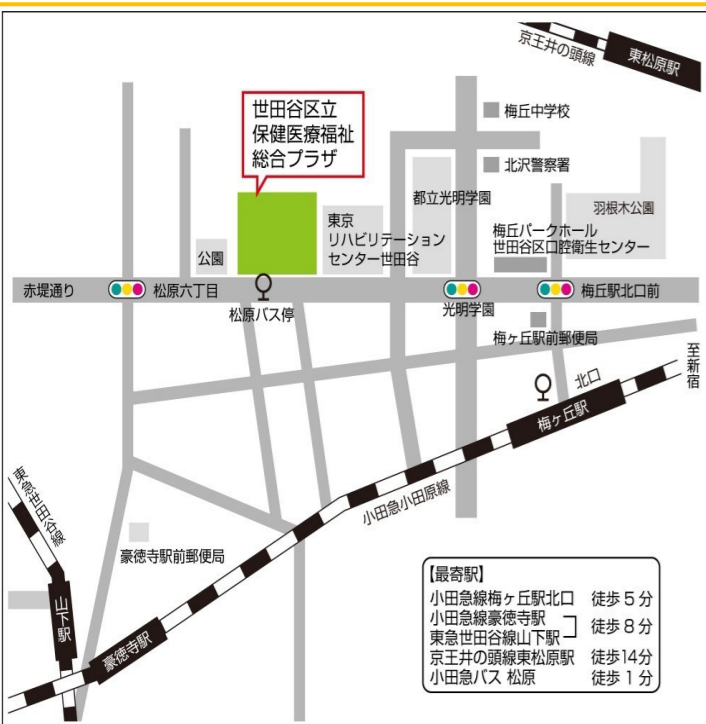 京王井の頭線
東松原駅
世田谷区立
保健医療福祉
総合プラザ
梅丘中学校
北沢警察署
都立光明学園
羽根木公園
東京
リハビリテーション
センター世田谷
梅丘パークホール
世田谷区口腔衛生センター
公園
赤堤通り
松原六丁目
松原バス停
光明学園
梅丘駅北口前
梅ヶ丘駅前郵便局
至新宿
北口
梅ヶ丘駅
小田急小田原線
東急世田谷線
豪徳寺駅前郵便局
山下駅
豪徳寺駅
【最寄駅】
小田急線梅ヶ丘駅北口 徒歩5分
小田急線豪徳寺駅
東急世田谷線山下駅 徒歩8分
京王井の頭線東松原駅 徒歩14分
小田急バス 松原 徒歩1分